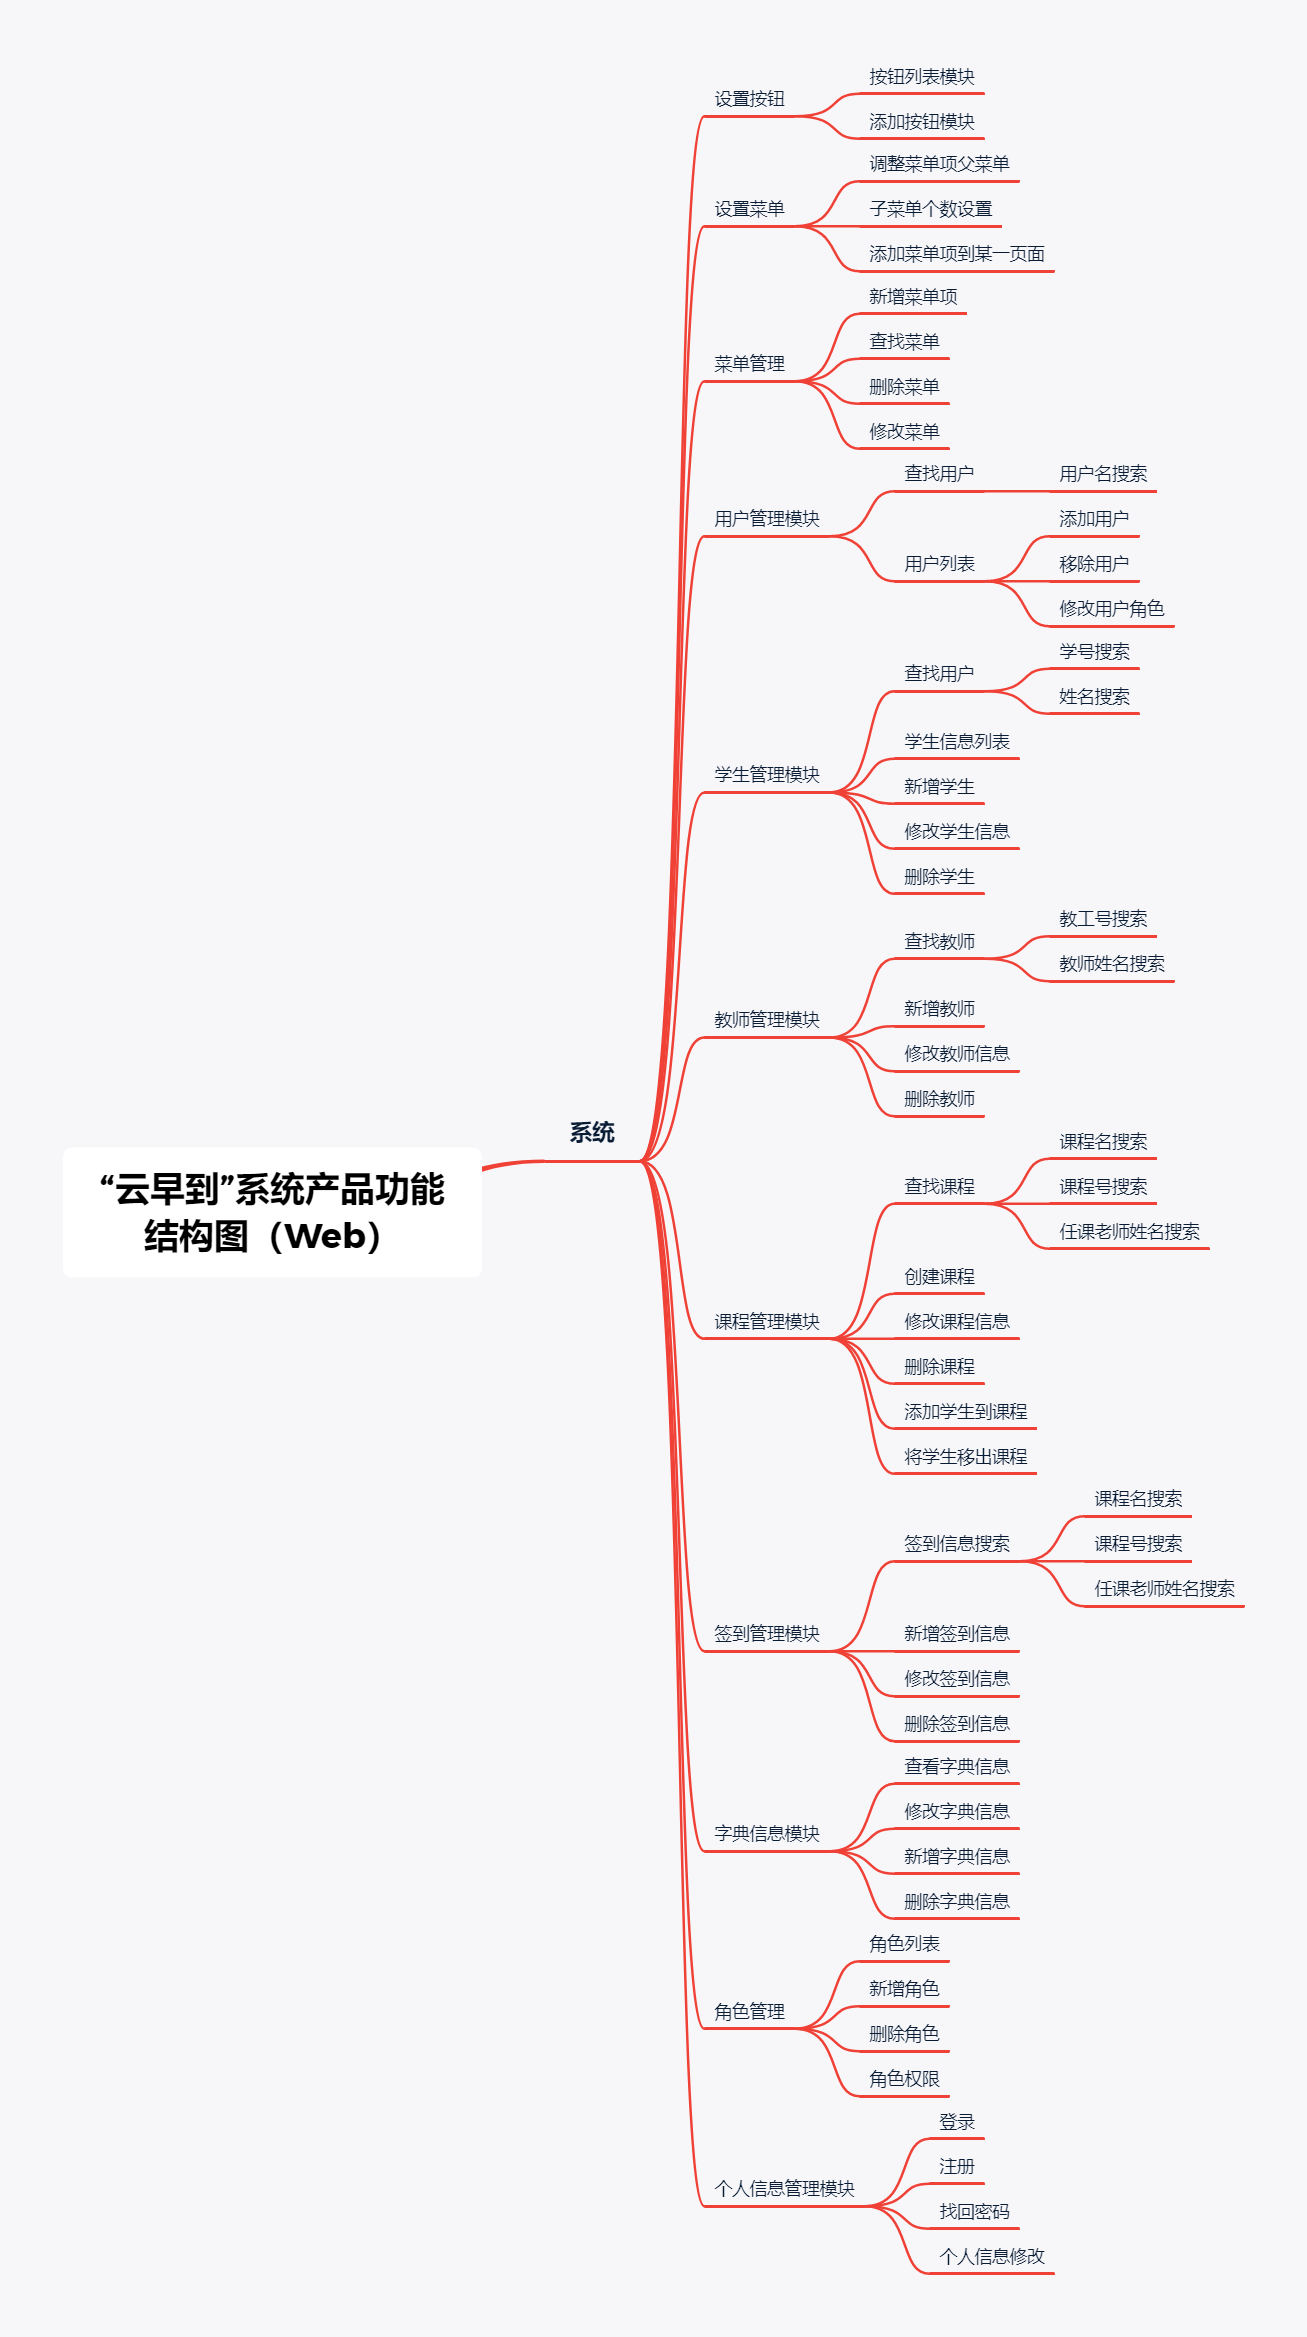 “云早到”系统产品功能
结构图（Web）
系统
设置按钮
按钮列表模块
添加按钮模块
设置菜单
调整菜单项父菜单
子菜单个数设置
添加菜单项到某一页面
菜单管理
新增菜单项
查找菜单
删除菜单
修改菜单
用户管理模块
查找用户
用户名搜索
用户列表
添加用户
移除用户
修改用户角色
学生管理模块
查找用户
学号搜索
姓名搜索
学生信息列表
新增学生
修改学生信息
删除学生
教师管理模块
查找教师
教工号搜索
教师姓名搜索
新增教师
修改教师信息
删除教师
课程管理模块
查找课程
课程名搜索
课程号搜索
任课老师姓名搜索
创建课程
修改课程信息
删除课程
添加学生到课程
将学生移出课程
签到管理模块
签到信息搜索
课程名搜索
课程号搜索
任课老师姓名搜索
新增签到信息
修改签到信息
删除签到信息
字典信息模块
查看字典信息
修改字典信息
新增字典信息
删除字典信息
角色管理
角色列表
新增角色
删除角色
角色权限
个人信息管理模块
登录
注册
找回密码
个人信息修改